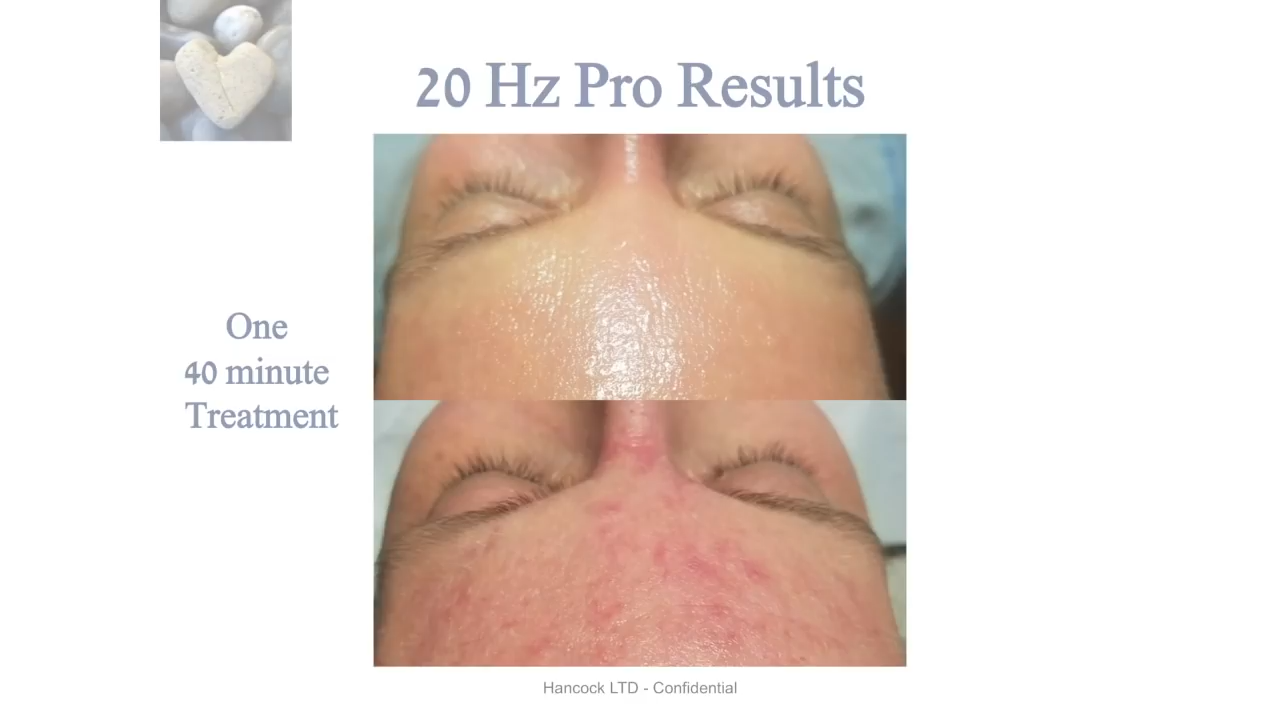 20 Hz Pro Results
One
40 minute
Treatment
Hancock LTD - Confidential